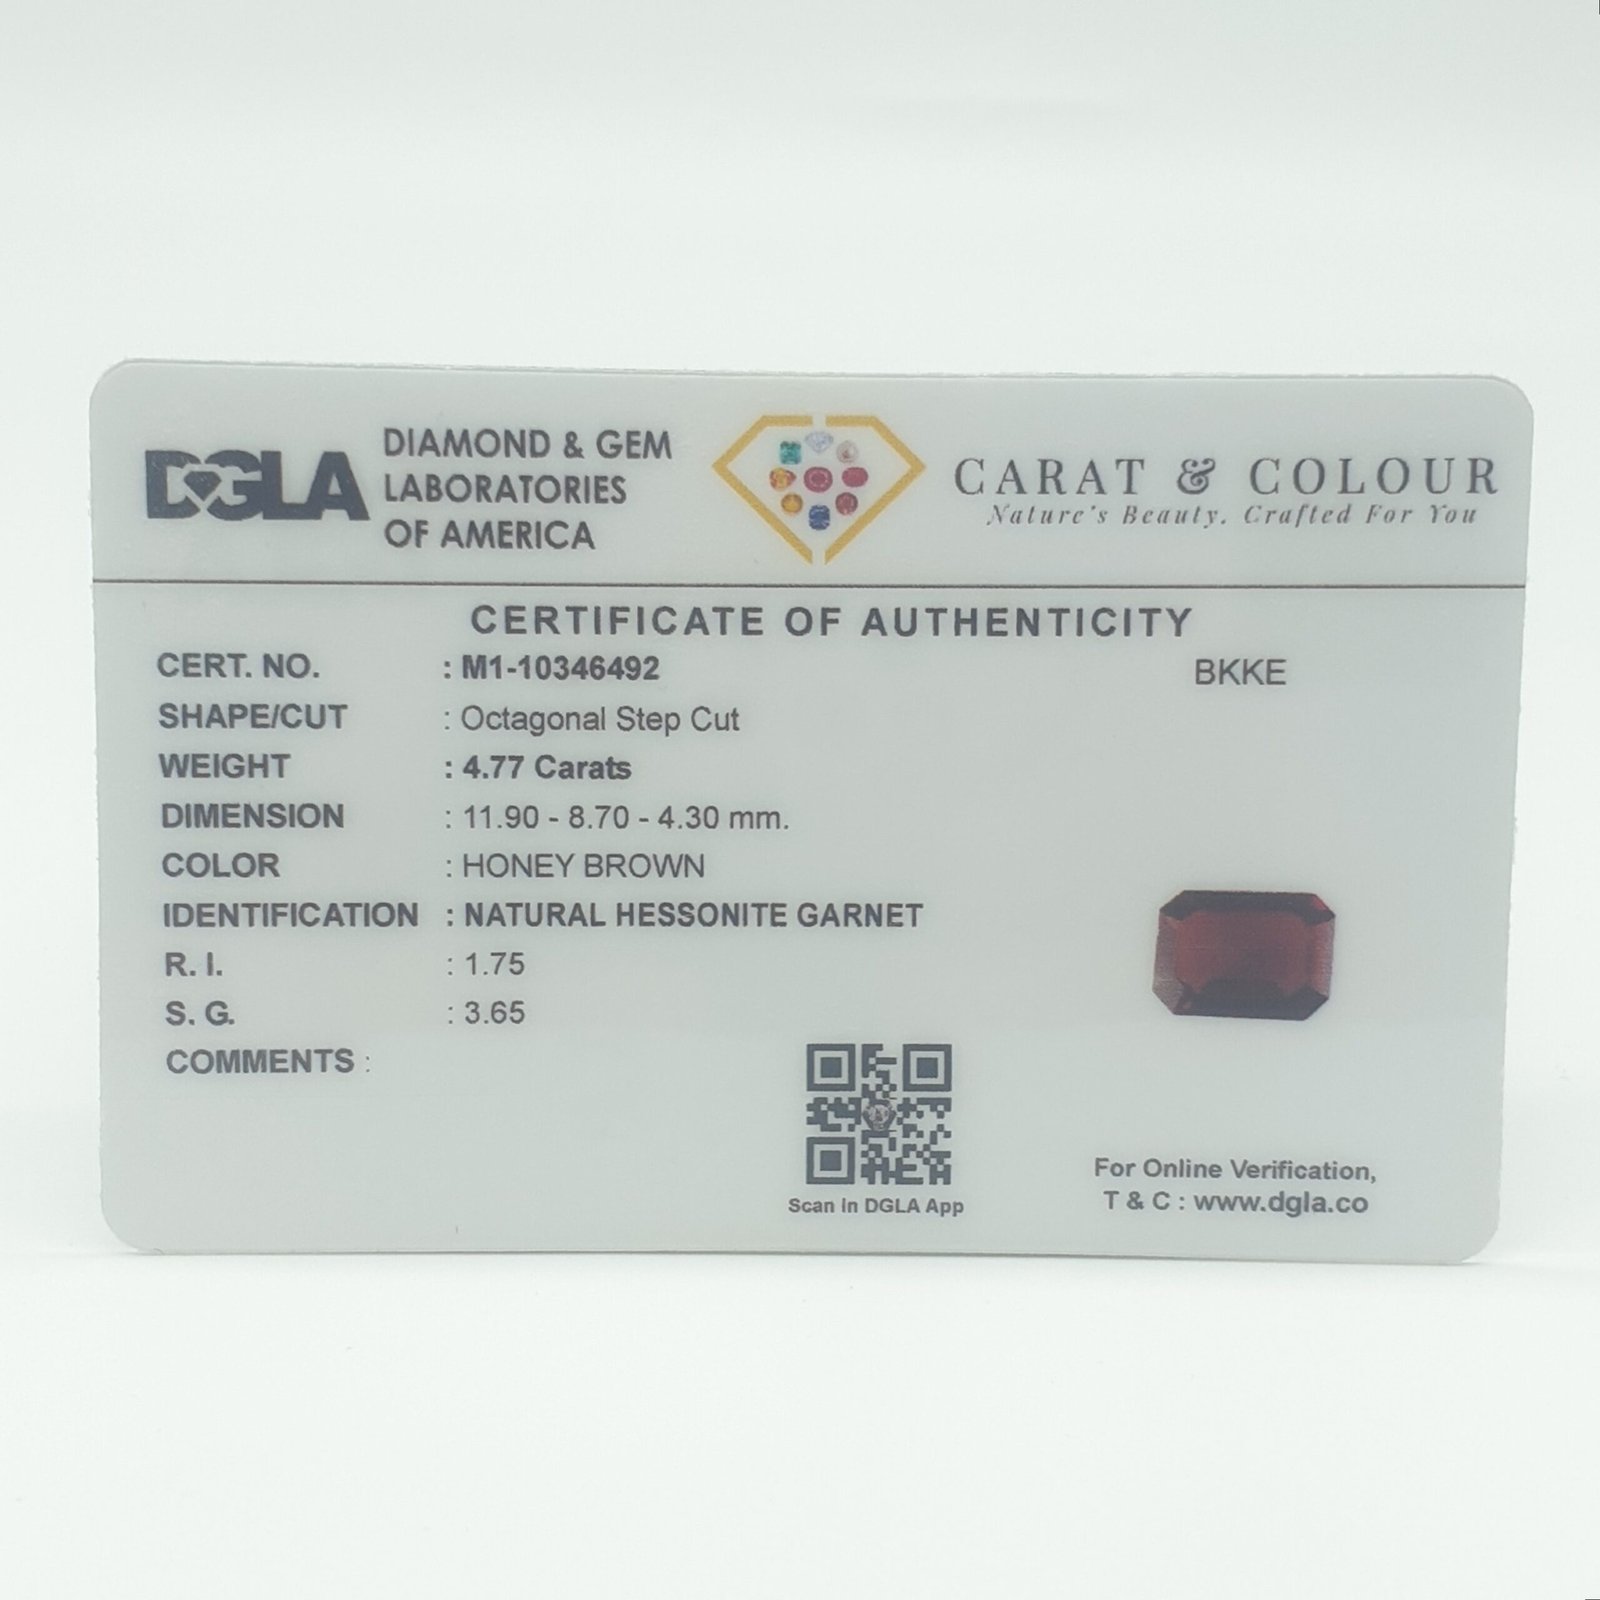 DGLA
DIAMOND & GEM
LABORATORIES
OF AMERICA
CARAT & COLOUR
Nature's Beauty, Crafted For You
CERTIFICATE OF AUTHENTICITY
CERT. NO. : M1-10346492
BKKE
SHAPE/CUT : Octagonal Step Cut
WEIGHT : 4.77 Carats
DIMENSION : 11.90 - 8.70 - 4.30 mm.
COLOR : HONEY BROWN
IDENTIFICATION : NATURAL HESSONITE GARNET
R. I. : 1.75
S. G. : 3.65
COMMENTS :
Scan in DGLA App
For Online Verification,
T & C : www.dgla.co